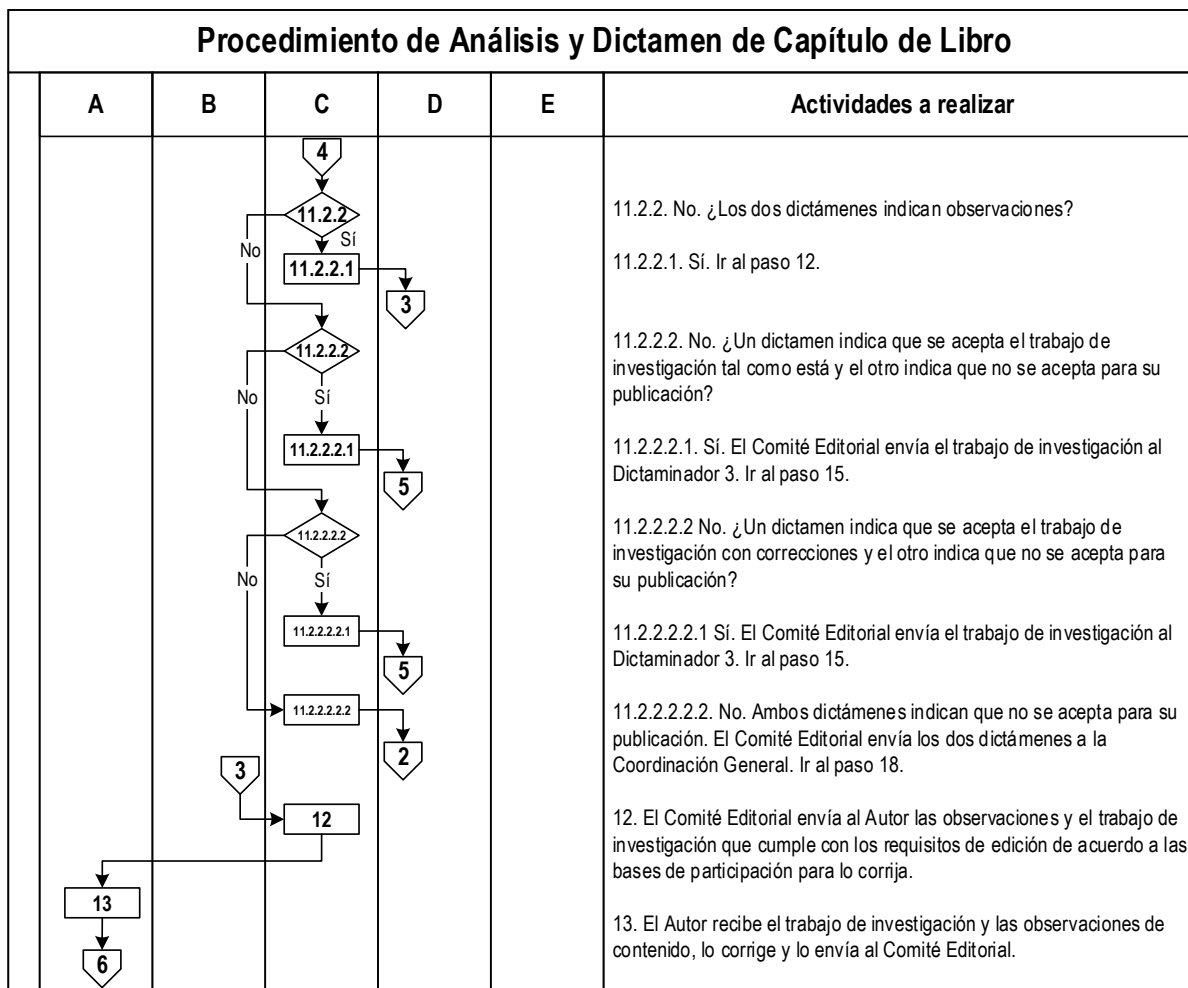 Procedimiento de Análisis y Dictamen de Capítulo de Libro
A
B
C
D
E
Actividades a realizar
4
11.2.2
No
Sí
11.2.2.1
3
11.2.2.2
No
Sí
11.2.2.2.1
5
11.2.2.2.2
No
Sí
11.2.2.2.2.1
5
11.2.2.2.2.2
2
3
12
13
6
11.2.2. No. ¿Los dos dictámenes indican observaciones?
11.2.2.1. Sí. Ir al paso 12.
11.2.2.2. No. ¿Un dictamen indica que se acepta el trabajo de
investigación tal como está y el otro indica que no se acepta para su
publicación?
11.2.2.2.1. Sí. El Comité Editorial envía el trabajo de investigación al
Dictaminador 3. Ir al paso 15.
11.2.2.2.2 No. ¿Un dictamen indica que se acepta el trabajo de
investigación con correcciones y el otro indica que no se acepta para
su publicación?
11.2.2.2.2.1 Sí. El Comité Editorial envía el trabajo de investigación al
Dictaminador 3. Ir al paso 15.
11.2.2.2.2.2. No. Ambos dictámenes indican que no se acepta para su
publicación. El Comité Editorial envía los dos dictámenes a la
Coordinación General. Ir al paso 18.
12. El Comité Editorial envía al Autor las observaciones y el trabajo de
investigación que cumple con los requisitos de edición de acuerdo a las
bases de participación para lo corrija.
13. El Autor recibe el trabajo de investigación y las observaciones de
contenido, lo corrige y lo envía al Comité Editorial.